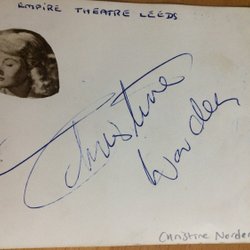 EMPIRE THEATRE LEEDS
Christine
Norden
Christine Norden